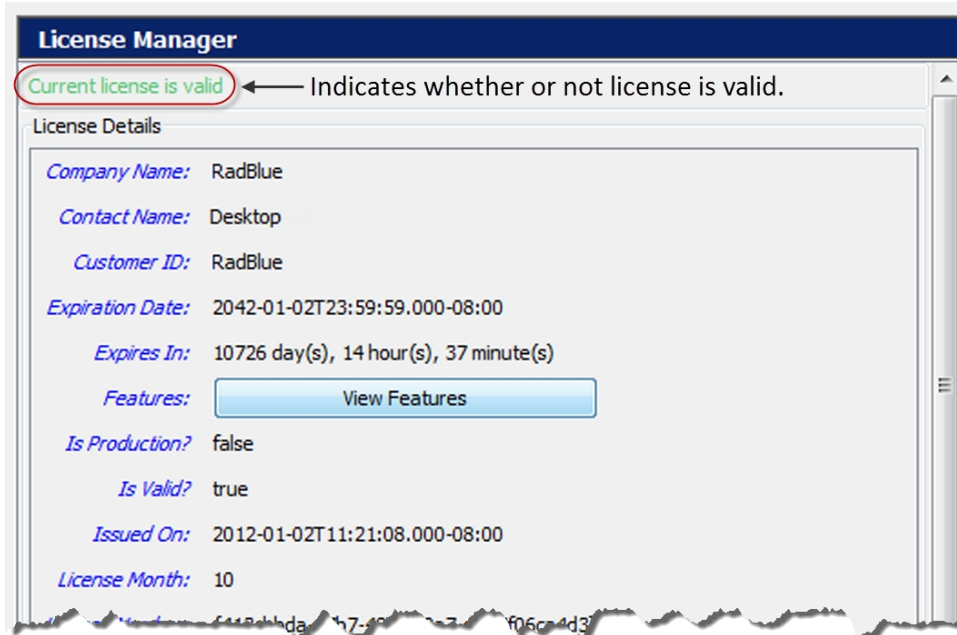 License Manager
Current license is valid Indicates whether or not license is valid.
License Details
Company Name: RadBlue
Contact Name: Desktop
Customer ID: RadBlue
Expiration Date: 2042-01-02T23:59:59.000-08:00
Expires In: 10726 day(s), 14 hour(s), 37 minute(s)
Features: View Features
Is Production? false
Is Valid? true
Issued On: 2012-01-02T11:21:08.000-08:00
License Month: 10